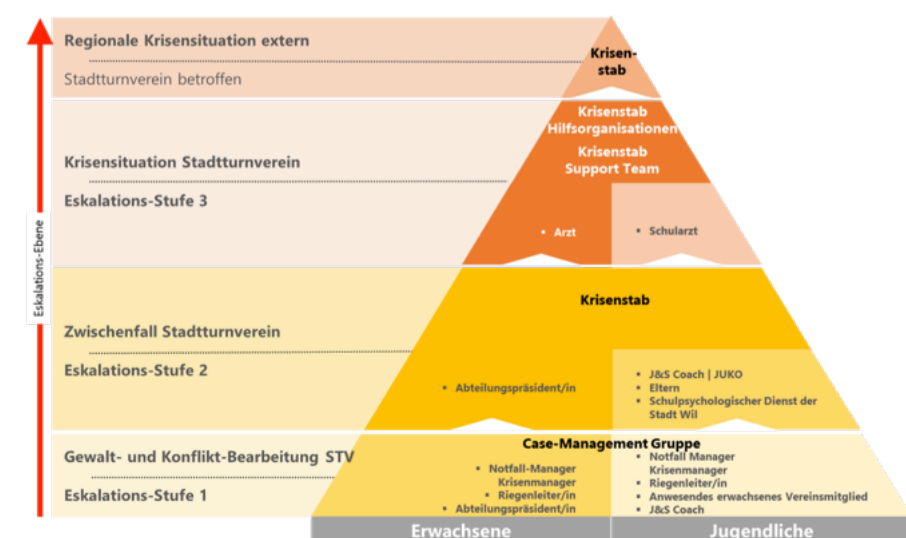 Regionale Krisensituation extern
Stadtturnverein betroffen
Krisen-
stab
Krisensituation Stadtturnverein
Eskalations-Stufe 3
Krisenstab
Hilfsorganisationen
Krisenstab
Support Team
▪ Arzt
▪ Schularzt
Eskalations-Ebene
Zwischenfall Stadtturnverein
Eskalations-Stufe 2
Krisenstab
▪ Abteilungspräsident/in
▪ J&S Coach | JUKO
▪ Eltern
▪ Schulpsychologischer Dienst der
Stadt Wil
Gewalt- und Konflikt-Bearbeitung STV
Eskalations-Stufe 1
Case-Management Gruppe
▪ Notfall-Manager
Krisenmanager
▪ Riegenleiter/in
▪ Abteilungspräsident/in
▪ Notfall Manager
Krisenmanager
▪ Riegenleiter/in
▪ Anwesendes erwachsenes Vereinsmitglied
▪ J&S Coach
Erwachsene
Jugendliche